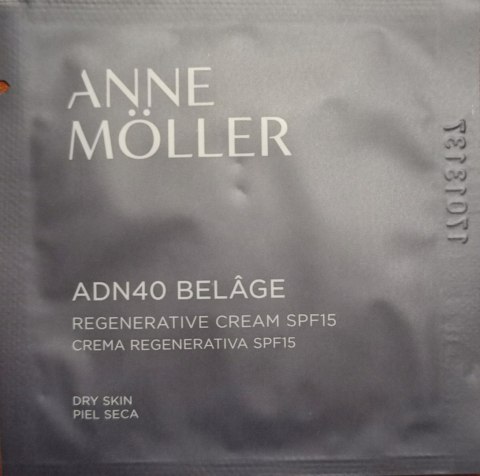 ANNE
MÖLLER
ADN40 BELÂGE
REGENERATIVE CREAM SPF15
CREMA REGENERATIVA SPF15
DRY SKIN
PIEL SECA